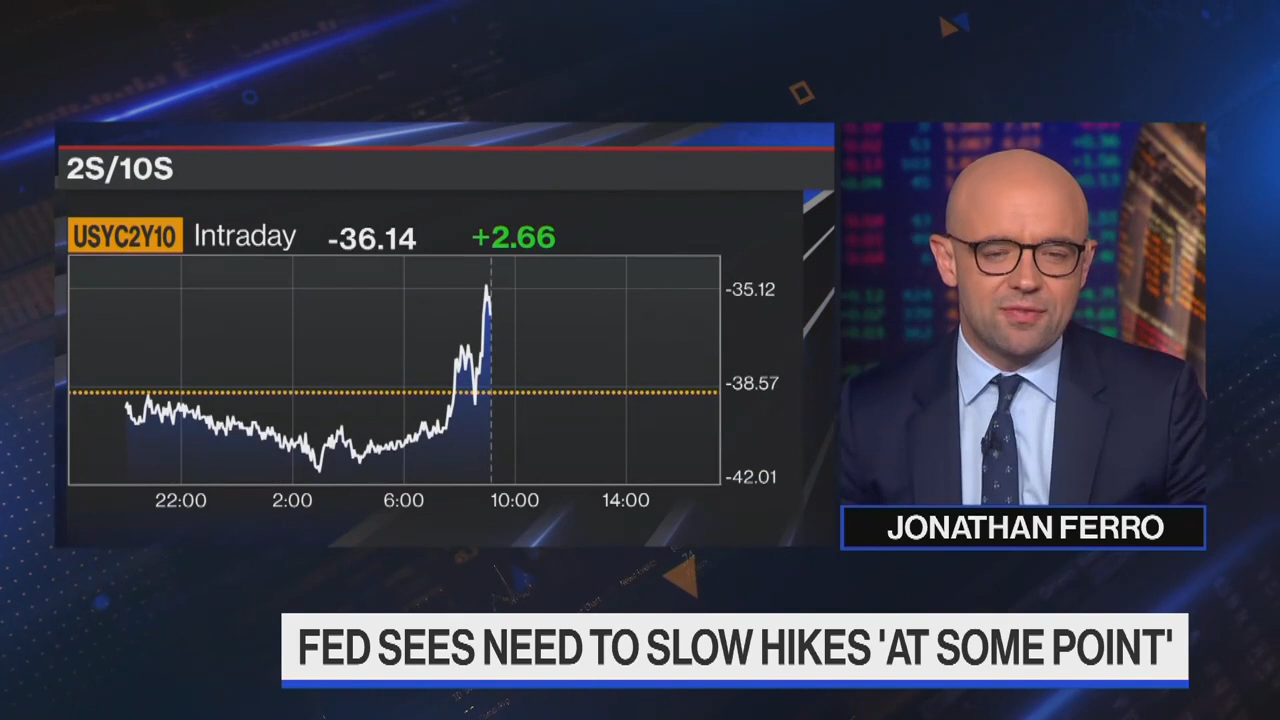 2S/10S
USYC2Y10 Intraday -36.14 +2.66
-35.12
-38.57
-42.01
22:00 2:00 6:00 10:00 14:00
JONATHAN FERRO
FED SEES NEED TO SLOW HIKES 'AT SOME POINT'